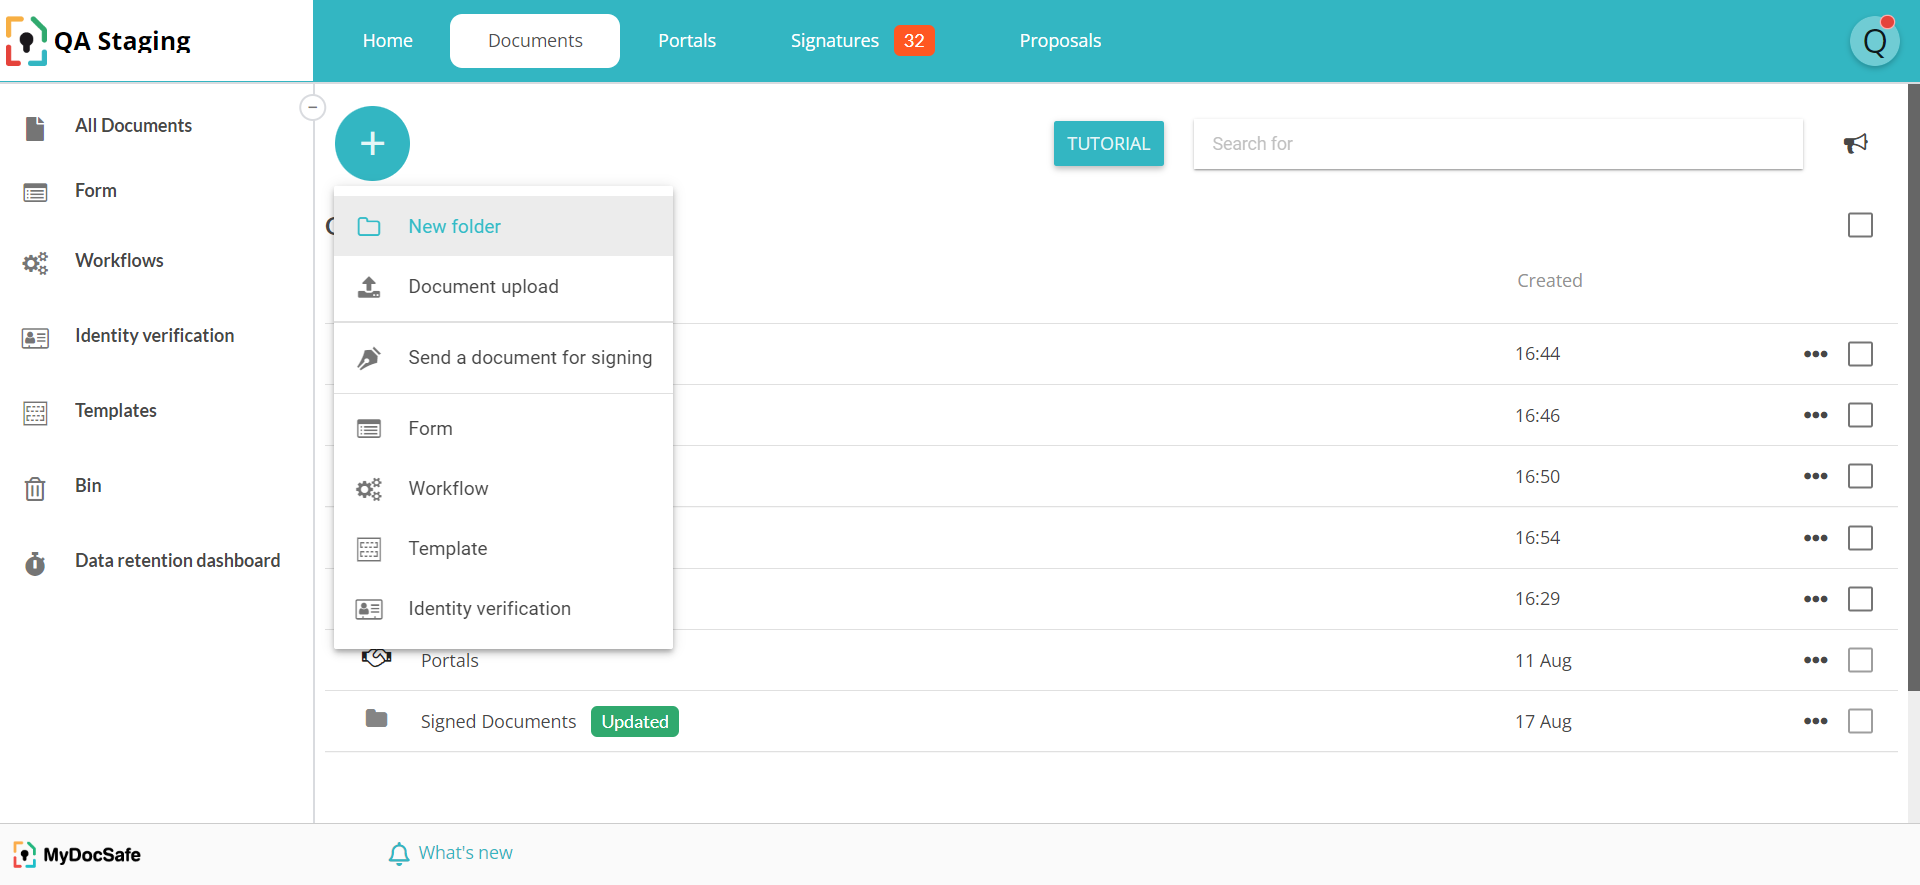 QA Staging
Home
Documents
Portals
Signatures 32
Proposals
Q
All Documents
Form
Workflows
Identity verification
Templates
Bin
Data retention dashboard
TUTORIAL
Search for
New folder
Document upload
Send a document for signing
Form
Workflow
Template
Identity verification
Created
16:44
16:46
16:50
16:54
16:29
Portals 11 Aug
Signed Documents Updated 17 Aug
MyDocSafe
What's new